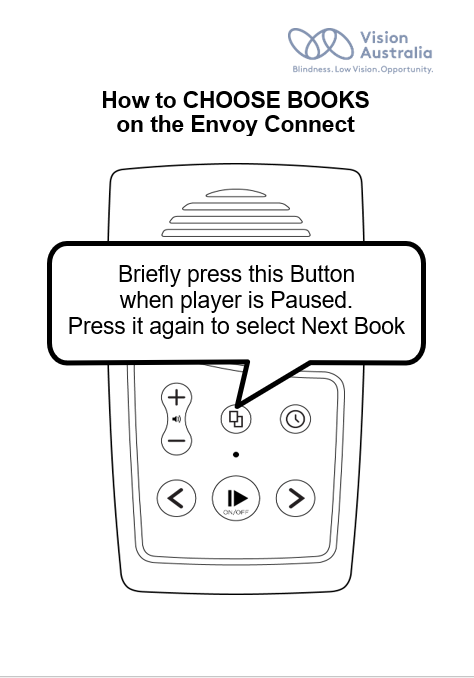 Vision
Australia
Blindness. Low Vision. Opportunity.
How to CHOOSE BOOKS
on the Envoy Connect
Briefly press this Button
when player is Paused.
Press it again to select Next Book
ON/OFF